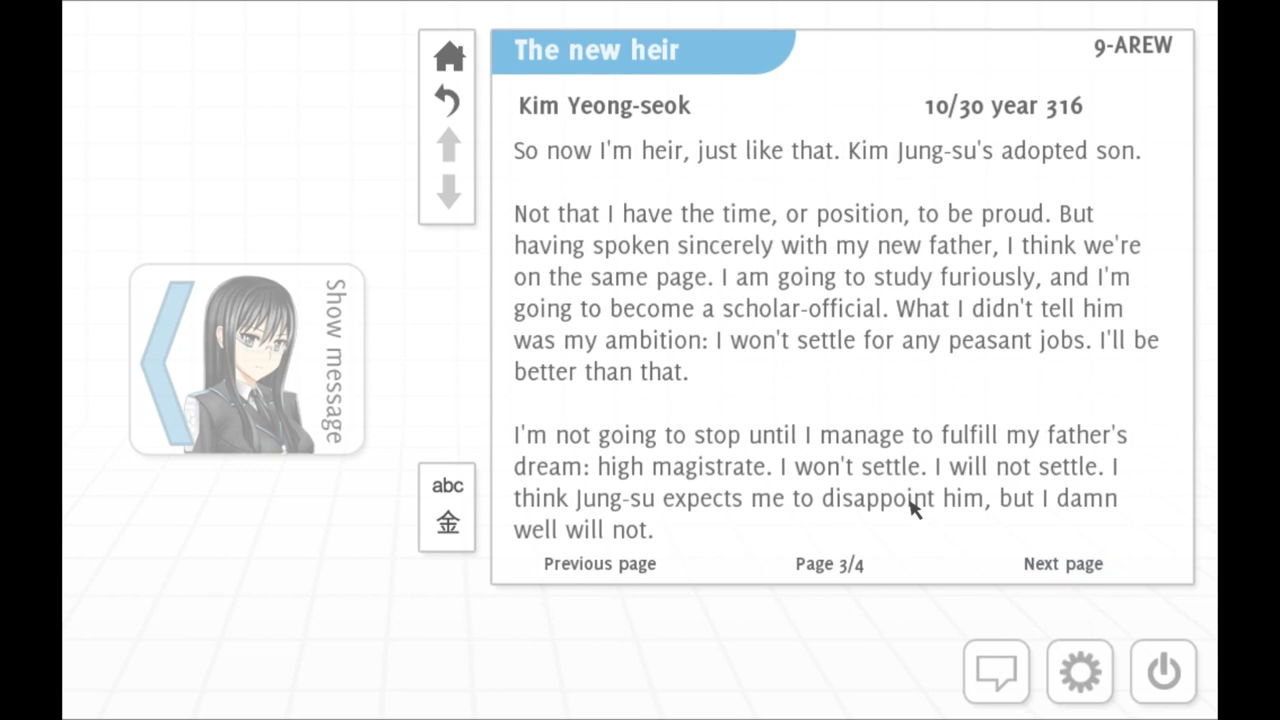 The new heir
9-AREW
Kim Yeong-seok
10/30 year 316
So now I'm heir, just like that. Kim Jung-su's adopted son.
Not that I have the time, or position, to be proud. But
having spoken sincerely with my new father, I think we're
on the same page. I am going to study furiously, and I'm
going to become a scholar-official. What I didn't tell him
was my ambition: I won't settle for any peasant jobs. I'll be
better than that.
I'm not going to stop until I manage to fulfill my father's
dream: high magistrate. I won't settle. I will not settle. I
think Jung-su expects me to disappoint him, but I damn
well will not.
Previous page
Page 3/4
Next page
Show message
abc
金